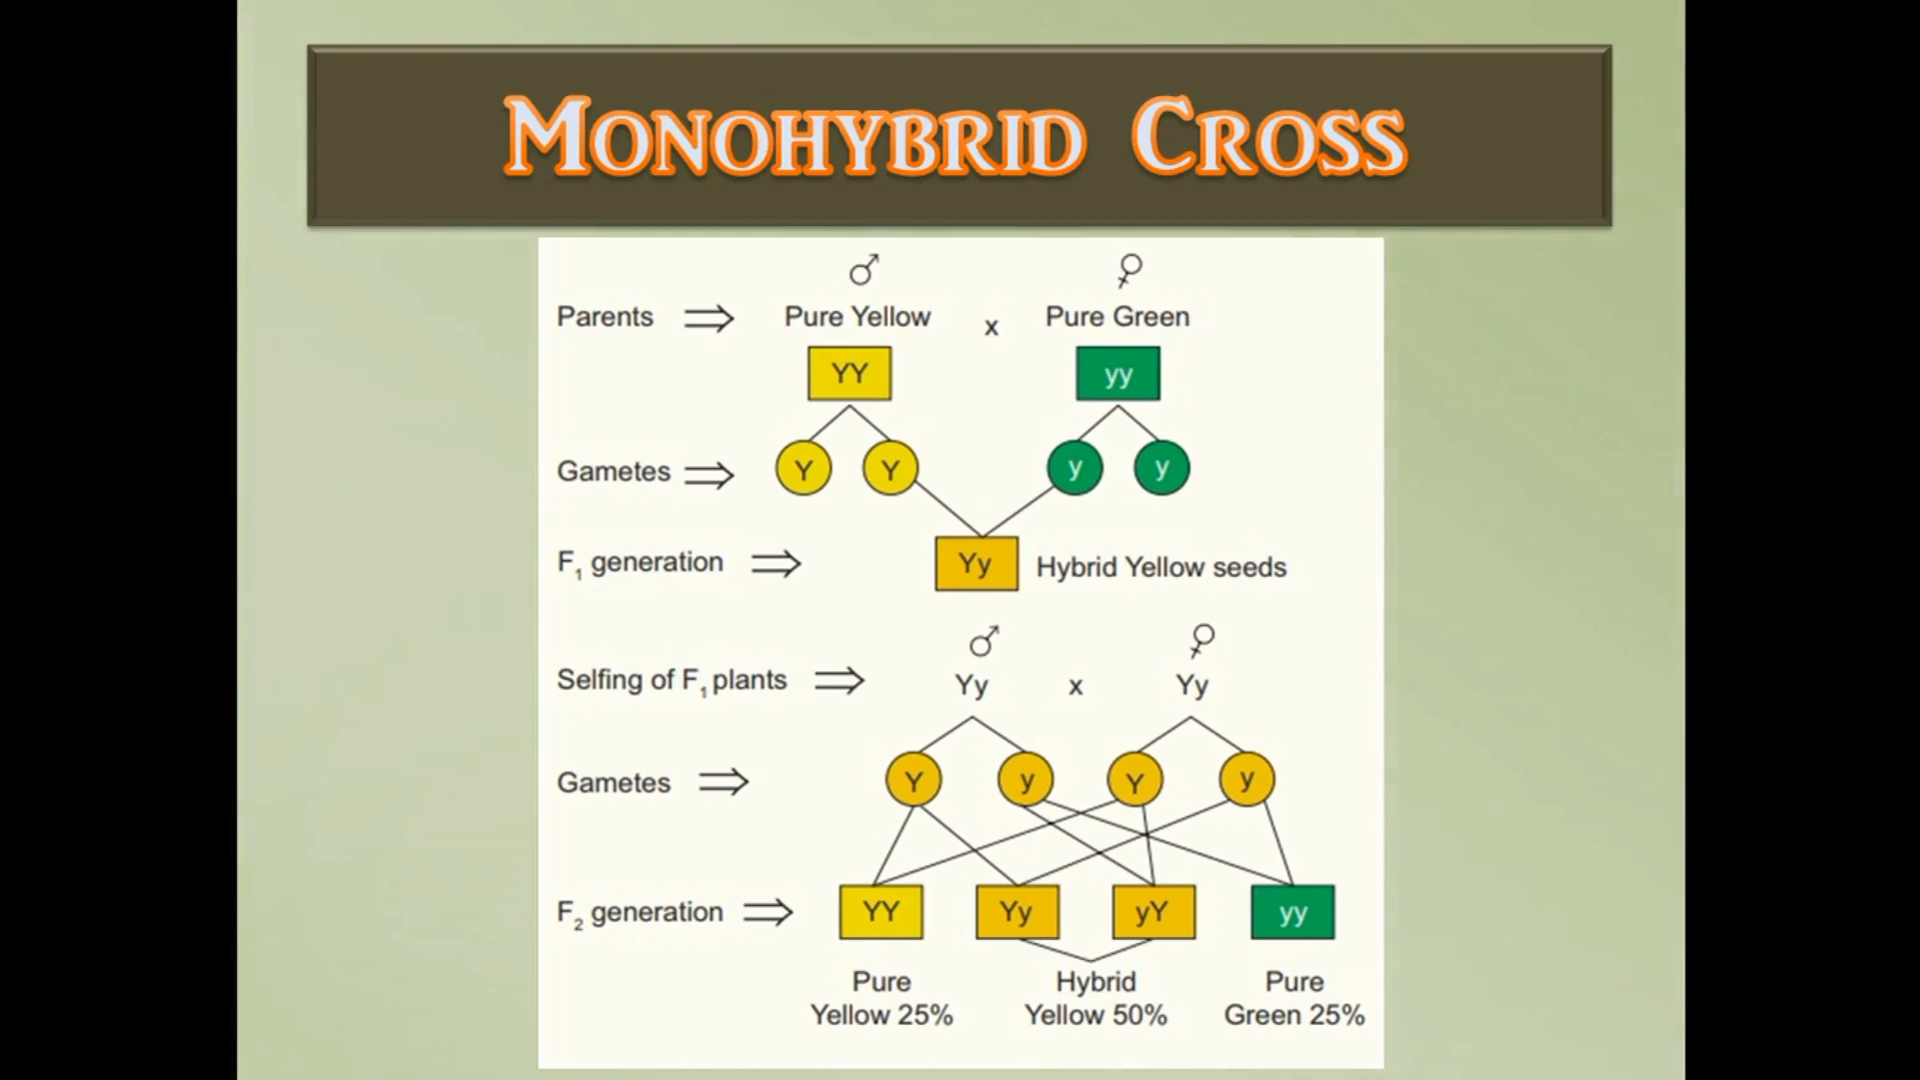 MONOHYBRID CROSS
♂ ♀
Parents ⇒ Pure Yellow x Pure Green
YY yy
Gametes ⇒ Y Y y y
F₁ generation ⇒ Yy Hybrid Yellow seeds
♂ ♀
Selfing of F₁ plants ⇒ Yy x Yy
Gametes ⇒ Y y Y y
F₂ generation ⇒ YY Yy yY yy
Pure Hybrid Pure
Yellow 25% Yellow 50% Green 25%